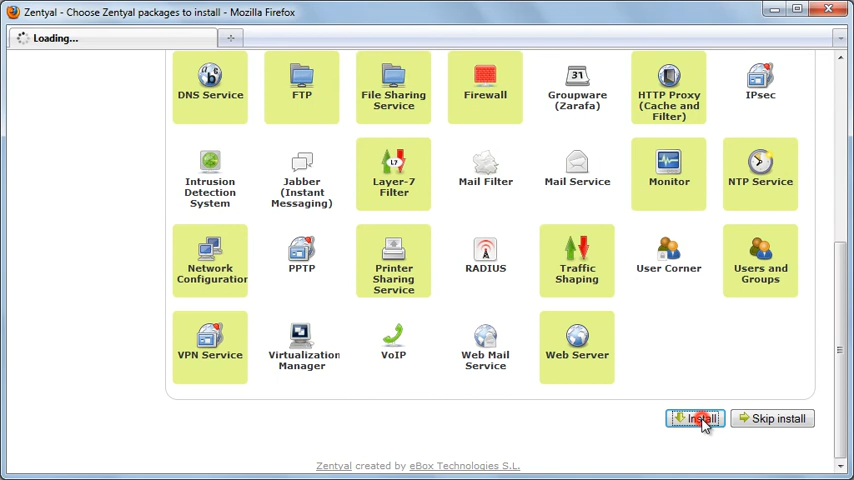 Zentyal - Choose Zentyal packages to install - Mozilla Firefox
Loading...
DNS Service
FTP
File Sharing
Service
Firewall
31
Groupware
(Zarafa)
HTTP Proxy
(Cache and
Filter)
IPsec
Intrusion
Detection
System
Jabber
(Instant
Messaging)
L7
Layer-7
Filter
Mail Filter
Mail Service
Monitor
NTP Service
Network
Configuration
PPTP
Printer
Sharing
Service
RADIUS
Traffic
Shaping
User Corner
Users and
Groups
VPN Service
Virtualization
Manager
VoIP
Web Mail
Service
Web Server
Install
Skip install
Zentyal created by eBox Technologies S.L.